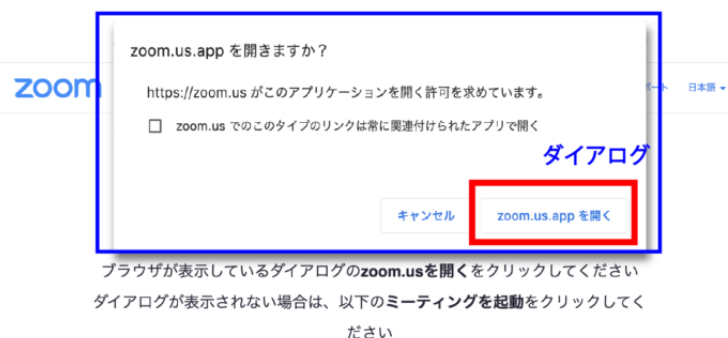 zoom.us.app を開きますか？
zoom
https://zoom.us がこのアプリケーションを開く許可を求めています。
ート 日本語
zoom.us でのこのタイプのリンクは常に関連付けられたアプリで開く
ダイアログ
キャンセル zoom.us.app を開く
ブラウザが表示しているダイアログのzoom.usを開くをクリックしてください
ダイアログが表示されない場合は、以下のミーティングを起動をクリックしてく
ださい